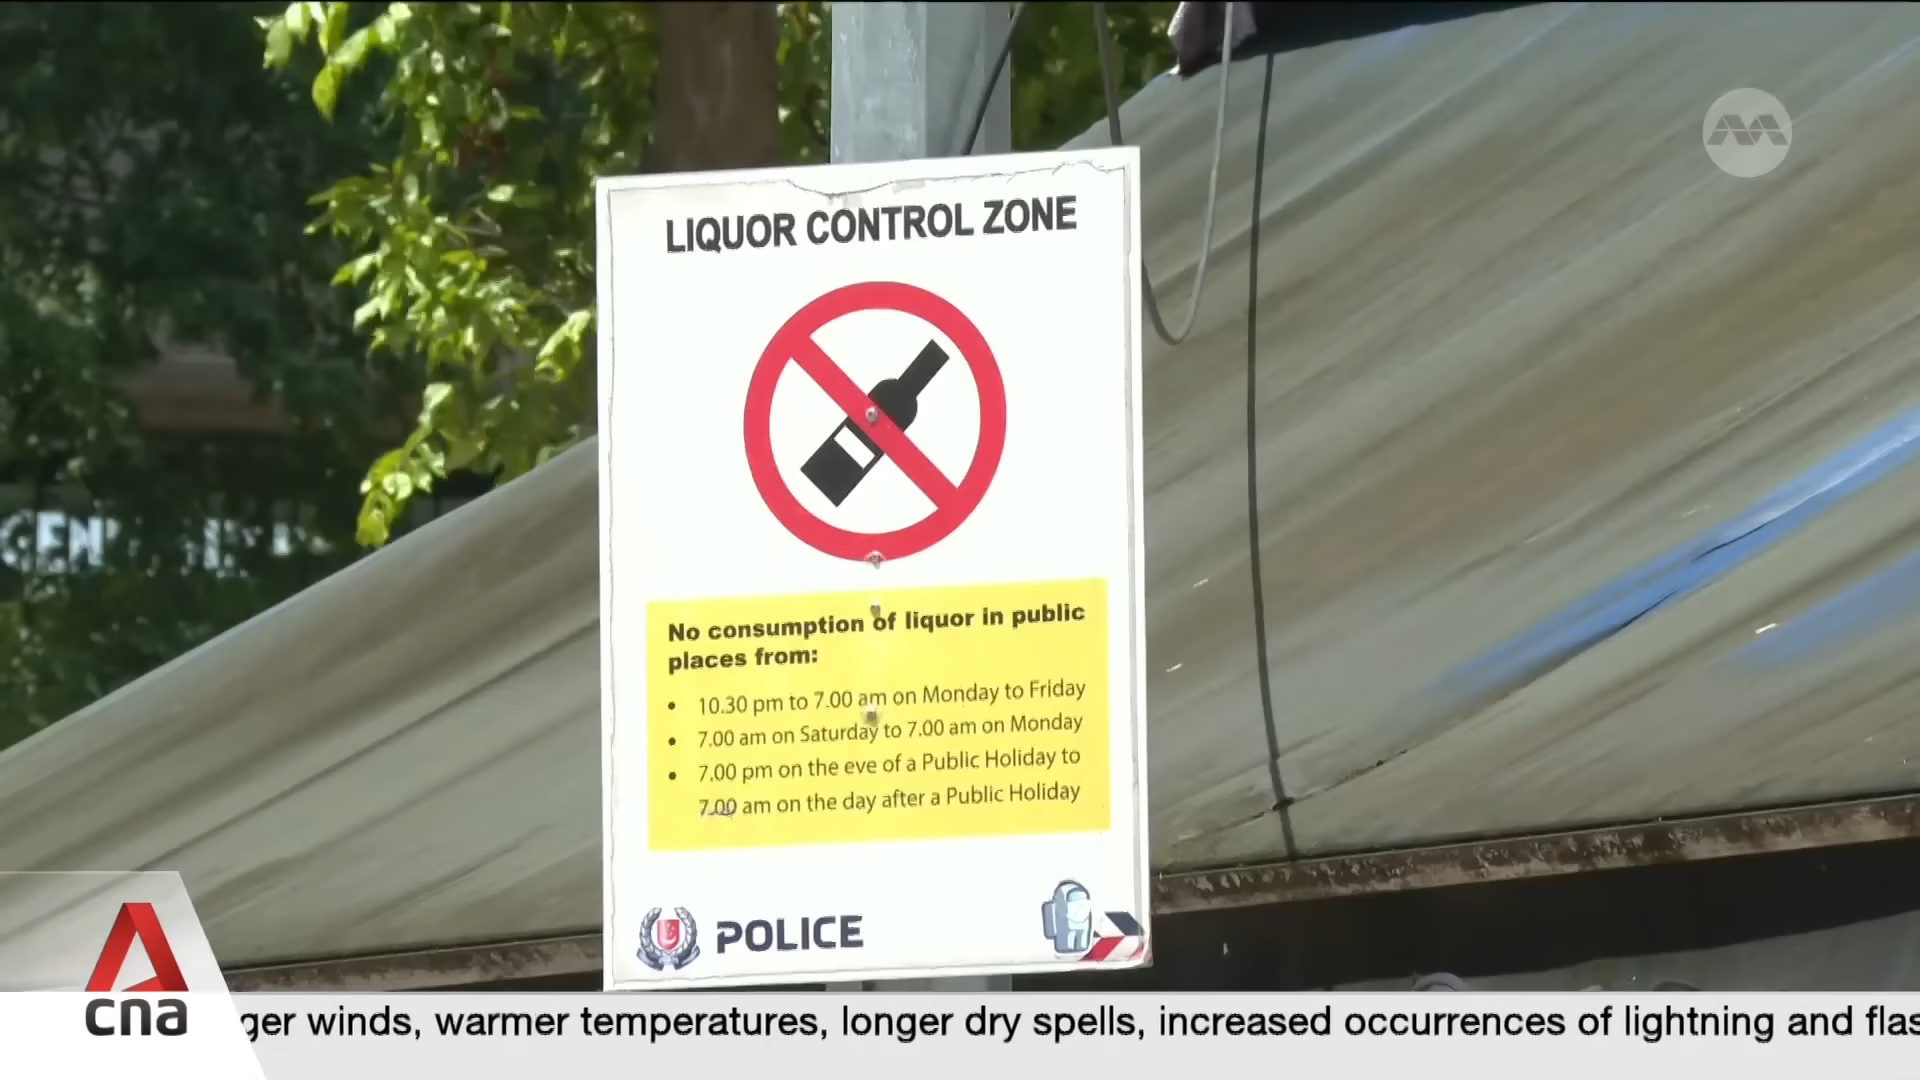 LIQUOR CONTROL ZONE
No consumption of liquor in public
places from:
• 10.30 pm to 7.00 am on Monday to Friday
• 7.00 am on Saturday to 7.00 am on Monday
• 7.00 pm on the eve of a Public Holiday to
7.00 am on the day after a Public Holiday
POLICE
cna
ger winds, warmer temperatures, longer dry spells, increased occurrences of lightning and flas